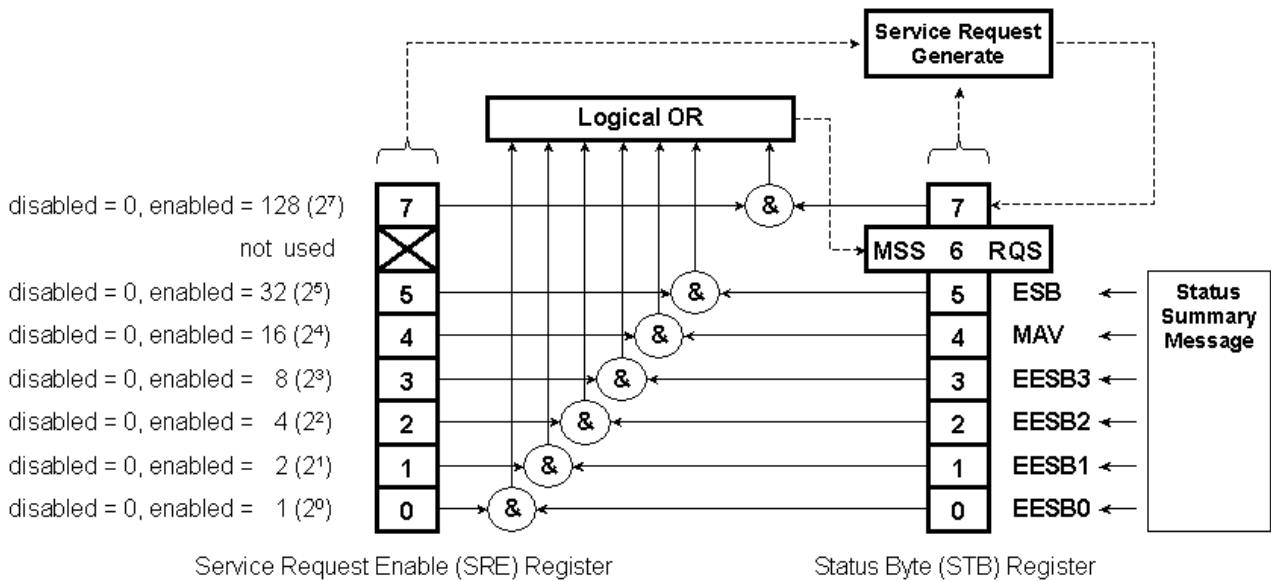 Service Request
Generate
Logical OR
disabled = 0, enabled = 128 (2⁷) 7 & 7
not used MSS 6 RQS
disabled = 0, enabled = 32 (2⁵) 5 & 5 ESB
disabled = 0, enabled = 16 (2⁴) 4 & 4 MAV
disabled = 0, enabled = 8 (2³) 3 & 3 EESB3
disabled = 0, enabled = 4 (2²) 2 & 2 EESB2
disabled = 0, enabled = 2 (2¹) 1 & 1 EESB1
disabled = 0, enabled = 1 (2⁰) 0 & 0 EESB0
Status
Summary
Message
Service Request Enable (SRE) Register
Status Byte (STB) Register